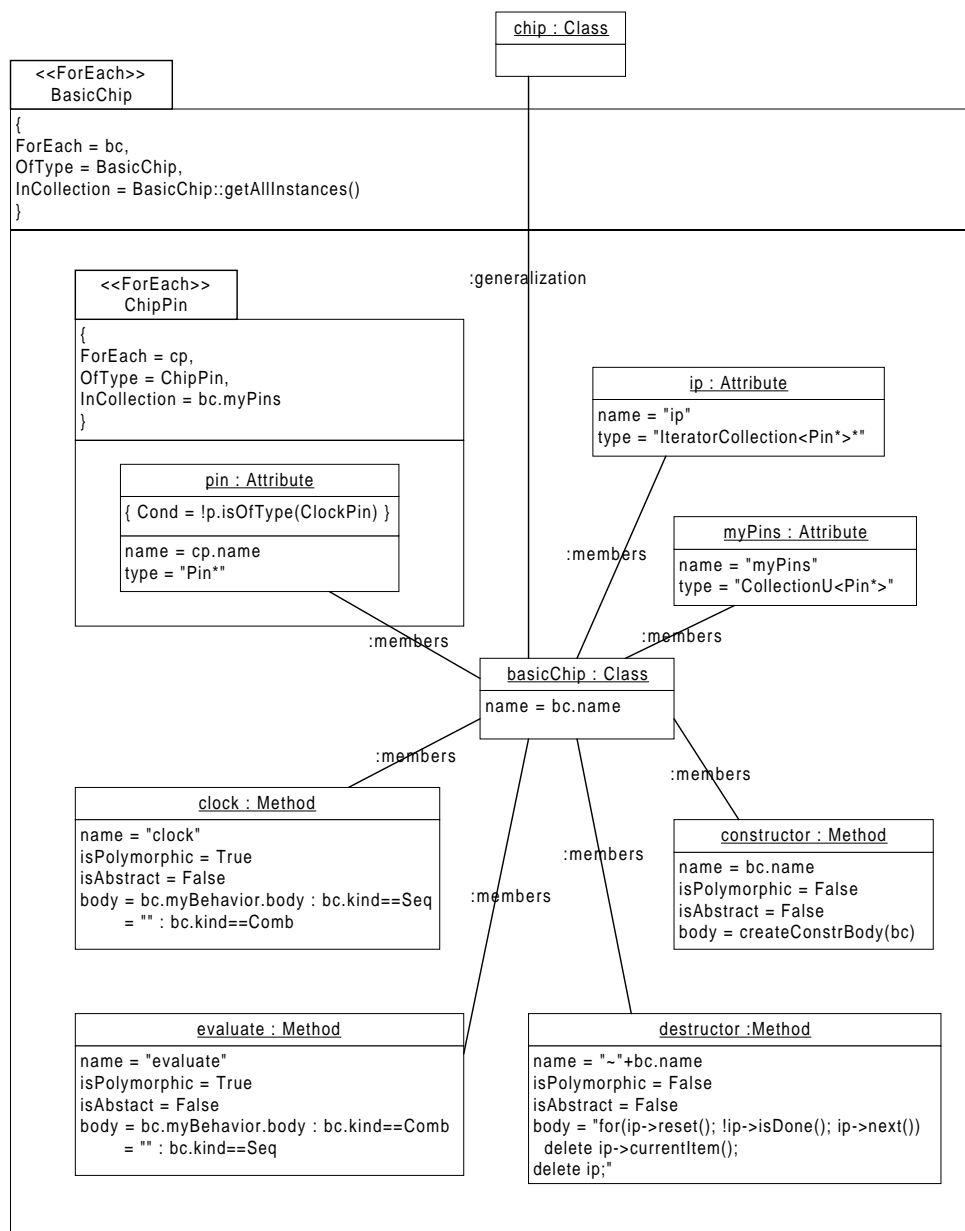 chip : Class
<<ForEach>>
BasicChip
{
ForEach = bc,
OfType = BasicChip,
InCollection = BasicChip::getAllInstances()
}
:generalization
<<ForEach>>
ChipPin
{
ForEach = cp,
OfType = ChipPin,
InCollection = bc.myPins
}
ip : Attribute
name = "ip"
type = "IteratorCollection<Pin*>*"
pin : Attribute
{ Cond = !p.isOfType(ClockPin) }
name = cp.name
type = "Pin*"
myPins : Attribute
name = "myPins"
type = "CollectionU<Pin*>"
:members
:members
:members
basicChip : Class
name = bc.name
:members
:members
clock : Method
name = "clock"
isPolymorphic = True
isAbstract = False
body = bc.myBehavior.body : bc.kind==Seq
= "" : bc.kind==Comb
constructor : Method
name = bc.name
isPolymorphic = False
isAbstract = False
body = createConstrBody(bc)
:members
:members
evaluate : Method
name = "evaluate"
isPolymorphic = True
isAbstact = False
body = bc.myBehavior.body : bc.kind==Comb
= "" : bc.kind==Seq
destructor :Method
name = "~"+bc.name
isPolymorphic = False
isAbstract = False
body = "for(ip->reset(); !ip->isDone(); ip->next())
delete ip->currentItem();
delete ip;"